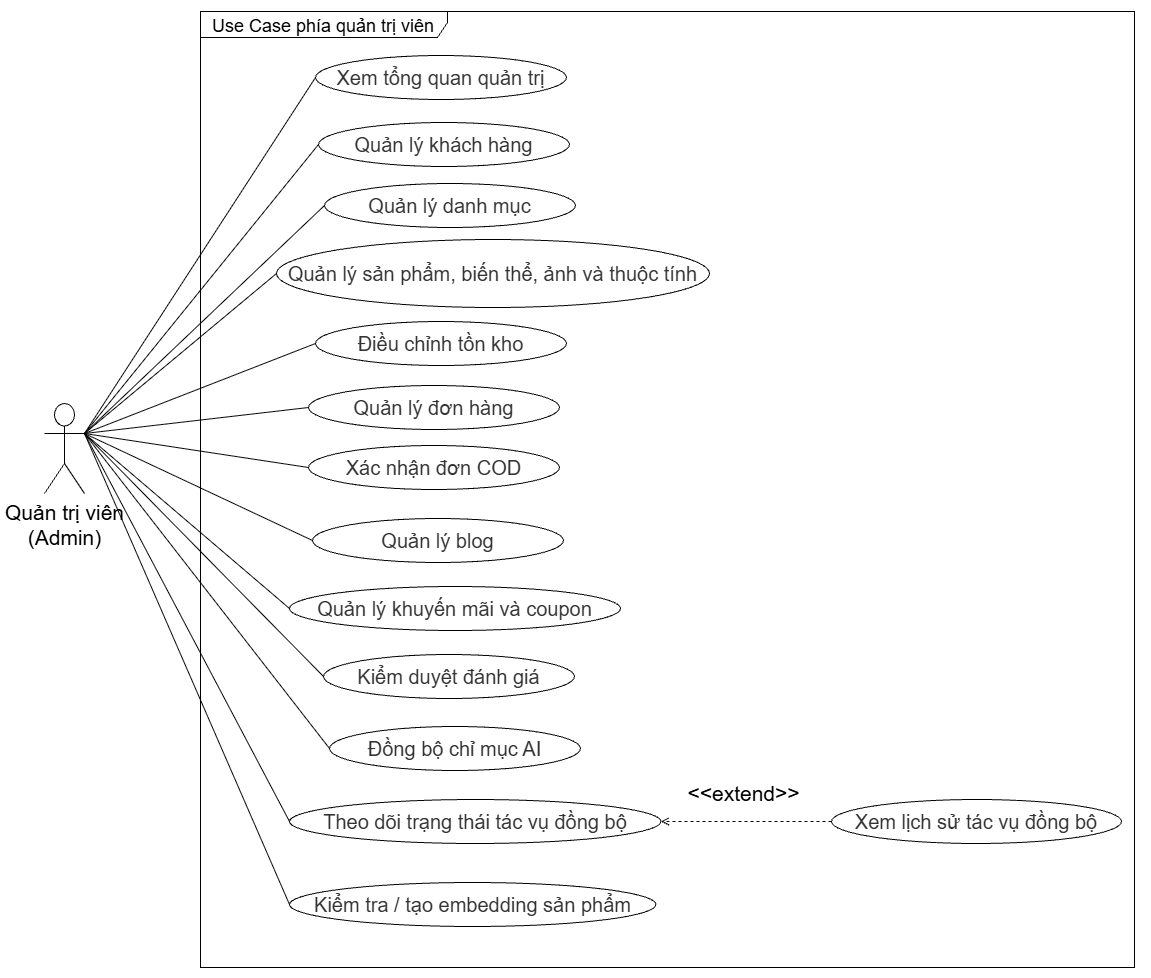 Use Case phía quản trị viên
Xem tổng quan quản trị
Quản lý khách hàng
Quản lý danh mục
Quản lý sản phẩm, biến thể, ảnh và thuộc tính
Điều chỉnh tồn kho
Quản lý đơn hàng
Xác nhận đơn COD
Quản trị viên
(Admin)
Quản lý blog
Quản lý khuyến mãi và coupon
Kiểm duyệt đánh giá
Đồng bộ chỉ mục AI
<<extend>>
Theo dõi trạng thái tác vụ đồng bộ
Xem lịch sử tác vụ đồng bộ
Kiểm tra / tạo embedding sản phẩm